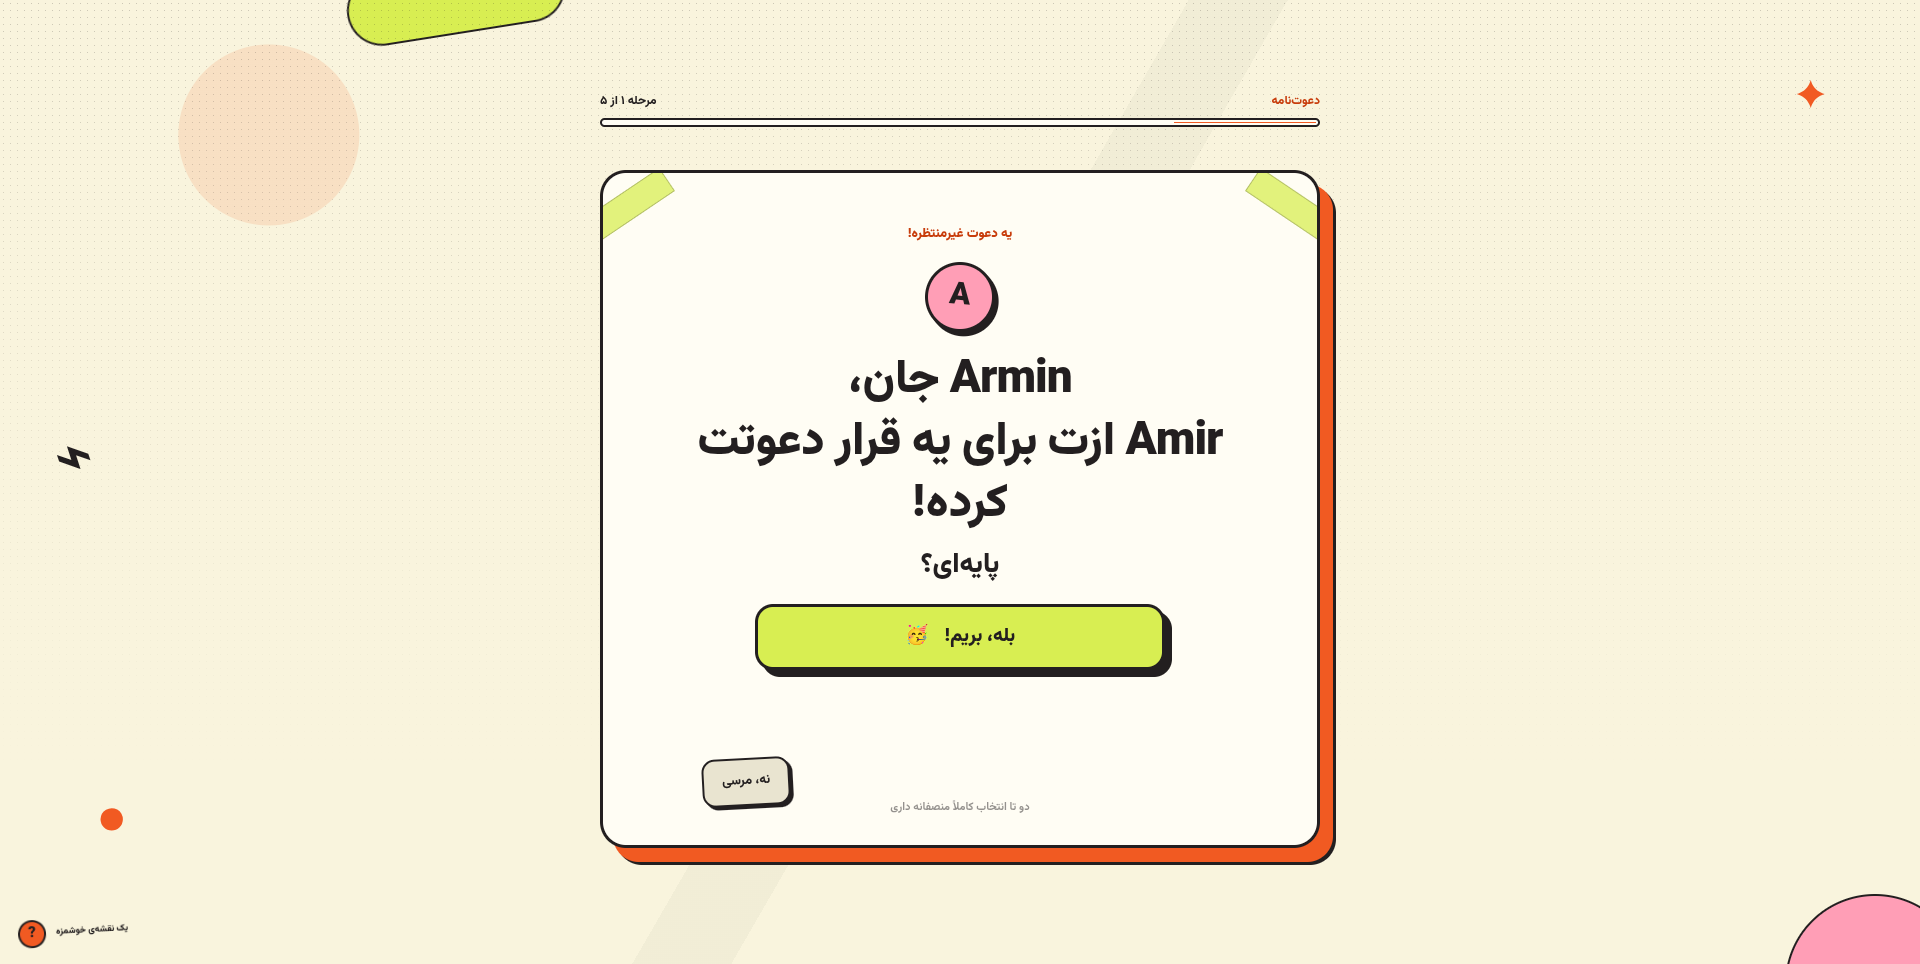 دعوت‌نامه
مرحله ۱ از ۵
یه دعوت غیرمنتظره!
A
Armin جان،
Amir ازت برای یه قرار دعوتت
کرده!
پایه‌ای؟
بله، بریم! 🥳
نه، مرسی
دو تا انتخاب کاملاً منصفانه داری
یک نقشه‌ی خوشمزه
?